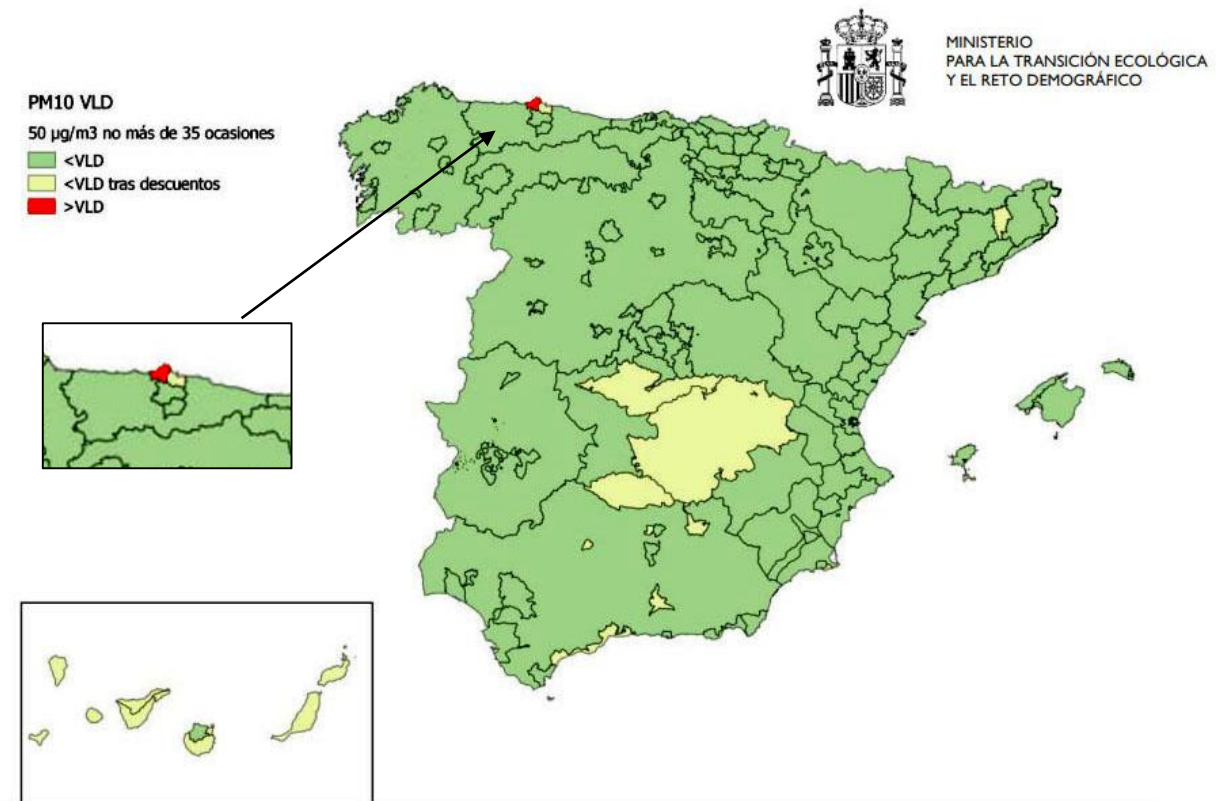 MINISTERIO
PARA LA TRANSICIÓN ECOLÓGICA
Y EL RETO DEMOGRÁFICO
PM10 VLD
50 µg/m3 no más de 35 ocasiones
<VLD
<VLD tras descuentos
>VLD